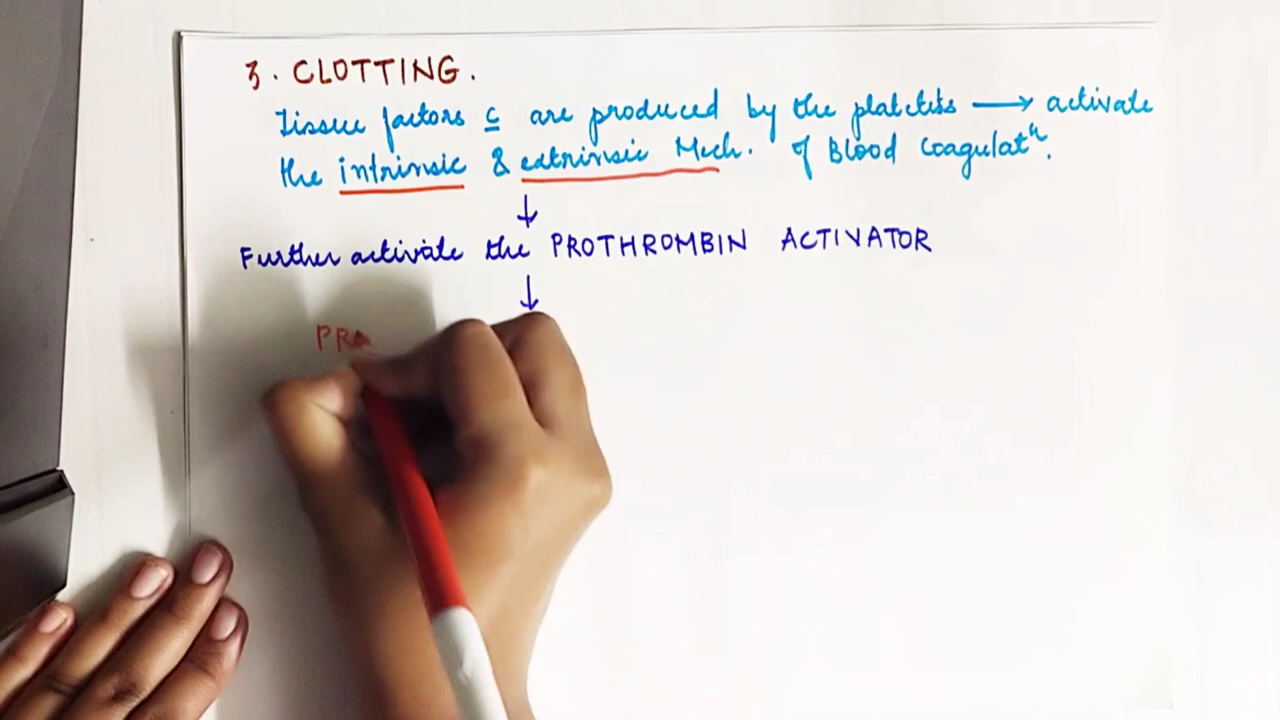 3. CLOTTING.
Tissue factors c̲ are produced by the platelets ⟶ activate
the intrinsic & extrinsic Mech. of Blood Coagulatⁿ.
↓
Further activate the PROTHROMBIN ACTIVATOR
↓
PRO